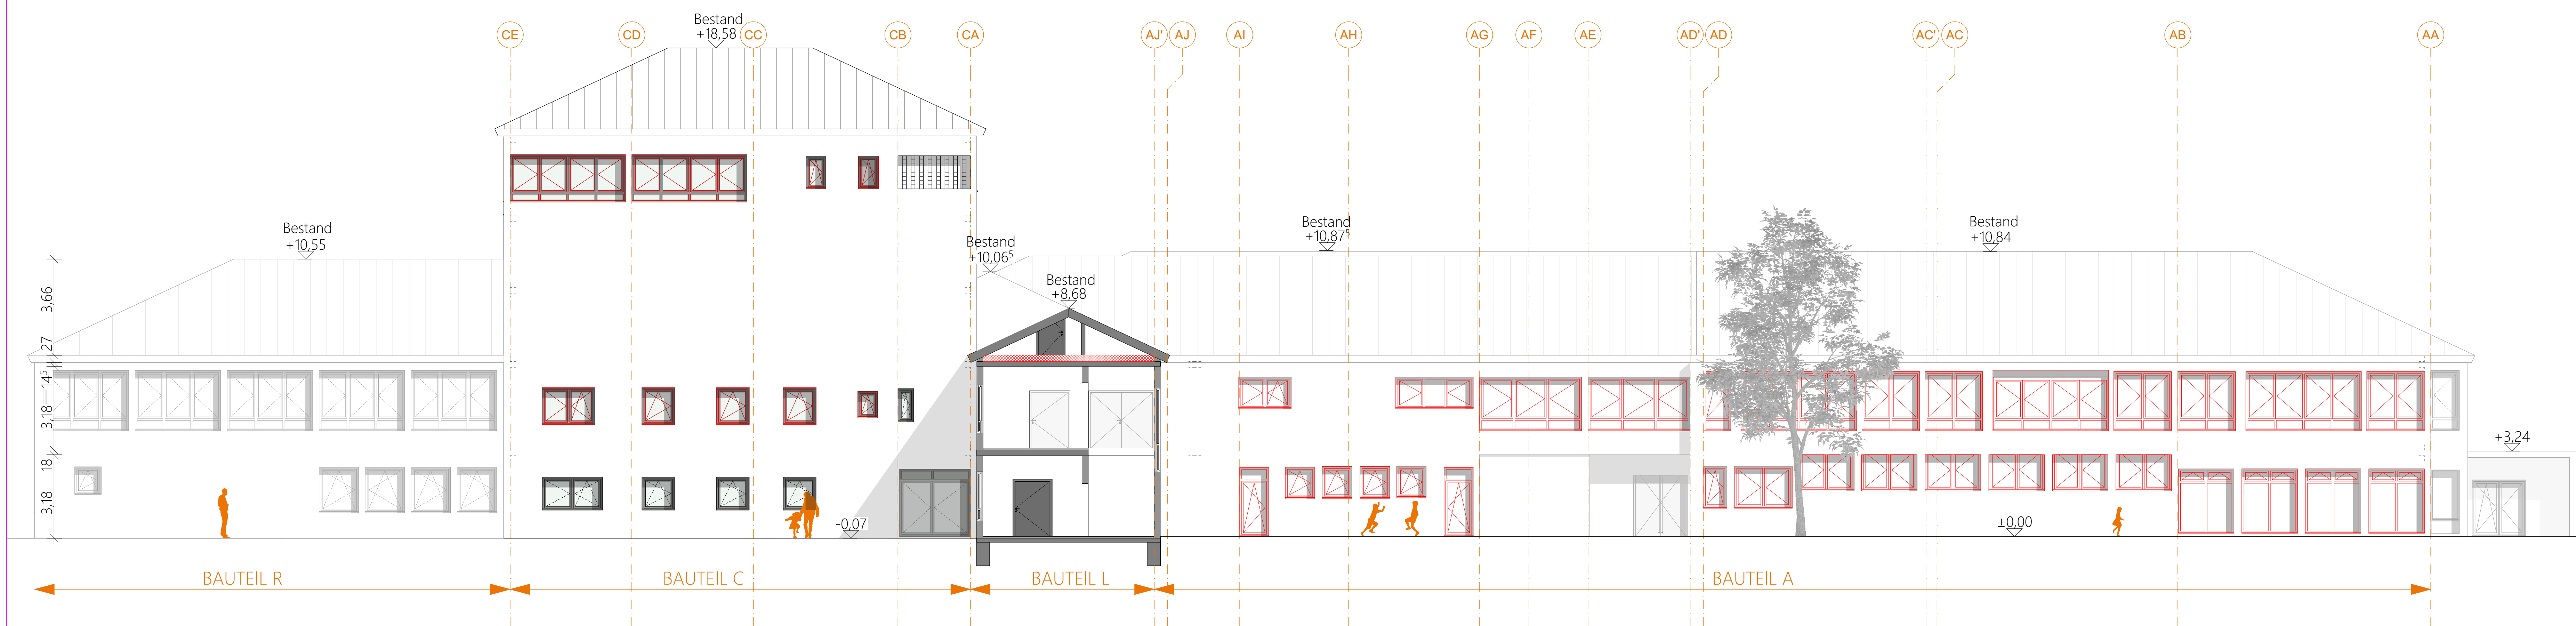 Bestand
+18,58
CE
CD
CC
CB
CA
AJ'
AJ
AI
AH
AG
AF
AE
AD'
AD
AC'
AC
AB
AA
Bestand
+10,55
Bestand
+10,06⁵
Bestand
+10,87⁵
Bestand
+10,84
Bestand
+8,68
3,66
27
14⁵
3,18
18
3,18
+3,24
-0,07
±0,00
BAUTEIL R
BAUTEIL C
BAUTEIL L
BAUTEIL A